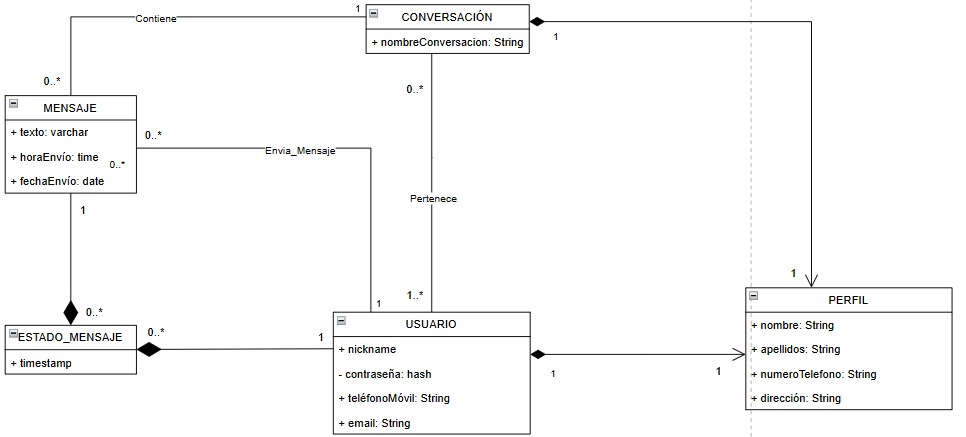 Contiene
1
CONVERSACIÓN
+ nombreConversacion: String
1
0..*
0..*
MENSAJE
+ texto: varchar
+ horaEnvío: time
0..*
+ fechaEnvío: date
0..*
Envia_Mensaje
Pertenece
1
1
1..*
1
0..*
ESTADO_MENSAJE
+ timestamp
0..*
1
USUARIO
+ nickname
- contraseña: hash
+ teléfonoMóvil: String
+ email: String
1
1
1
PERFIL
+ nombre: String
+ apellidos: String
+ numeroTelefono: String
+ dirección: String